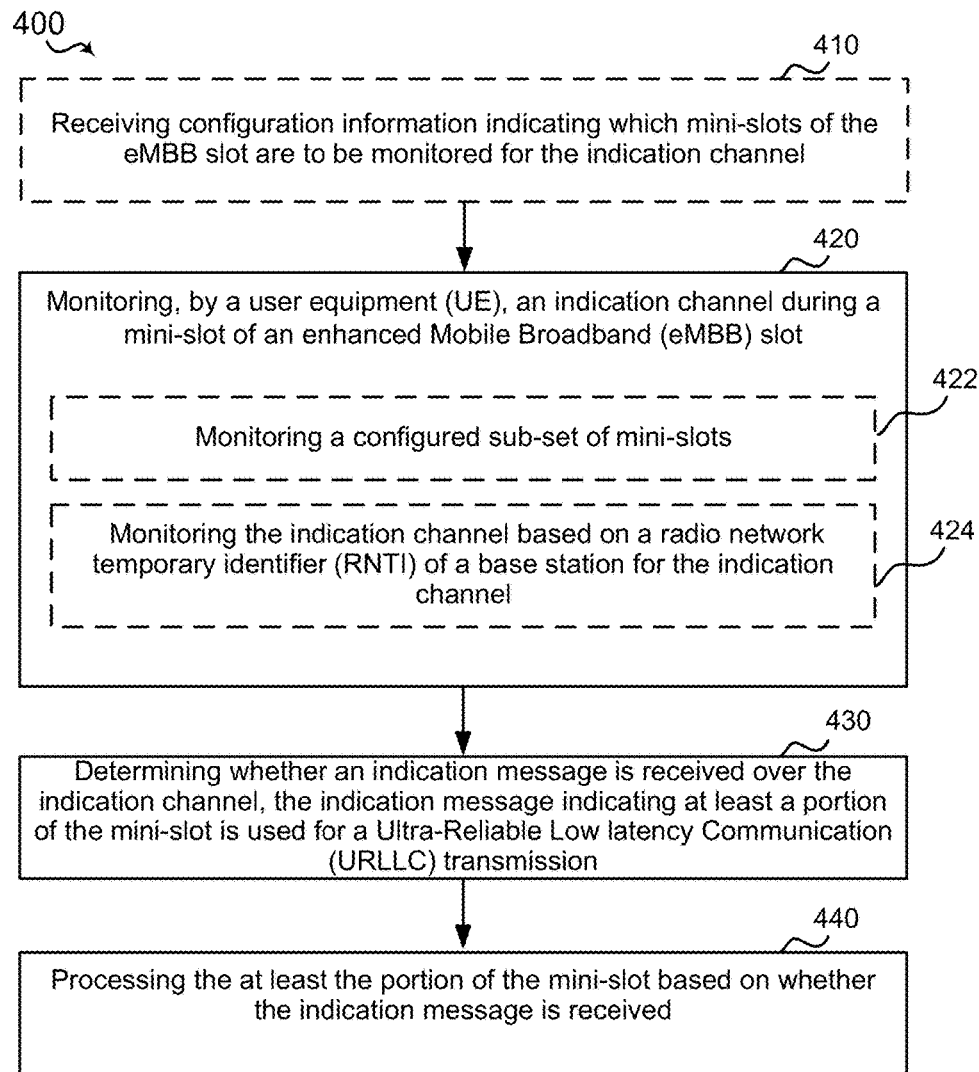 400
410
Receiving configuration information indicating which mini-slots of the
eMBB slot are to be monitored for the indication channel
420
Monitoring, by a user equipment (UE), an indication channel during a
mini-slot of an enhanced Mobile Broadband (eMBB) slot
422
Monitoring a configured sub-set of mini-slots
Monitoring the indication channel based on a radio network
temporary identifier (RNTI) of a base station for the indication
channel
424
430
Determining whether an indication message is received over the
indication channel, the indication message indicating at least a portion
of the mini-slot is used for a Ultra-Reliable Low latency Communication
(URLLC) transmission
440
Processing the at least the portion of the mini-slot based on whether
the indication message is received